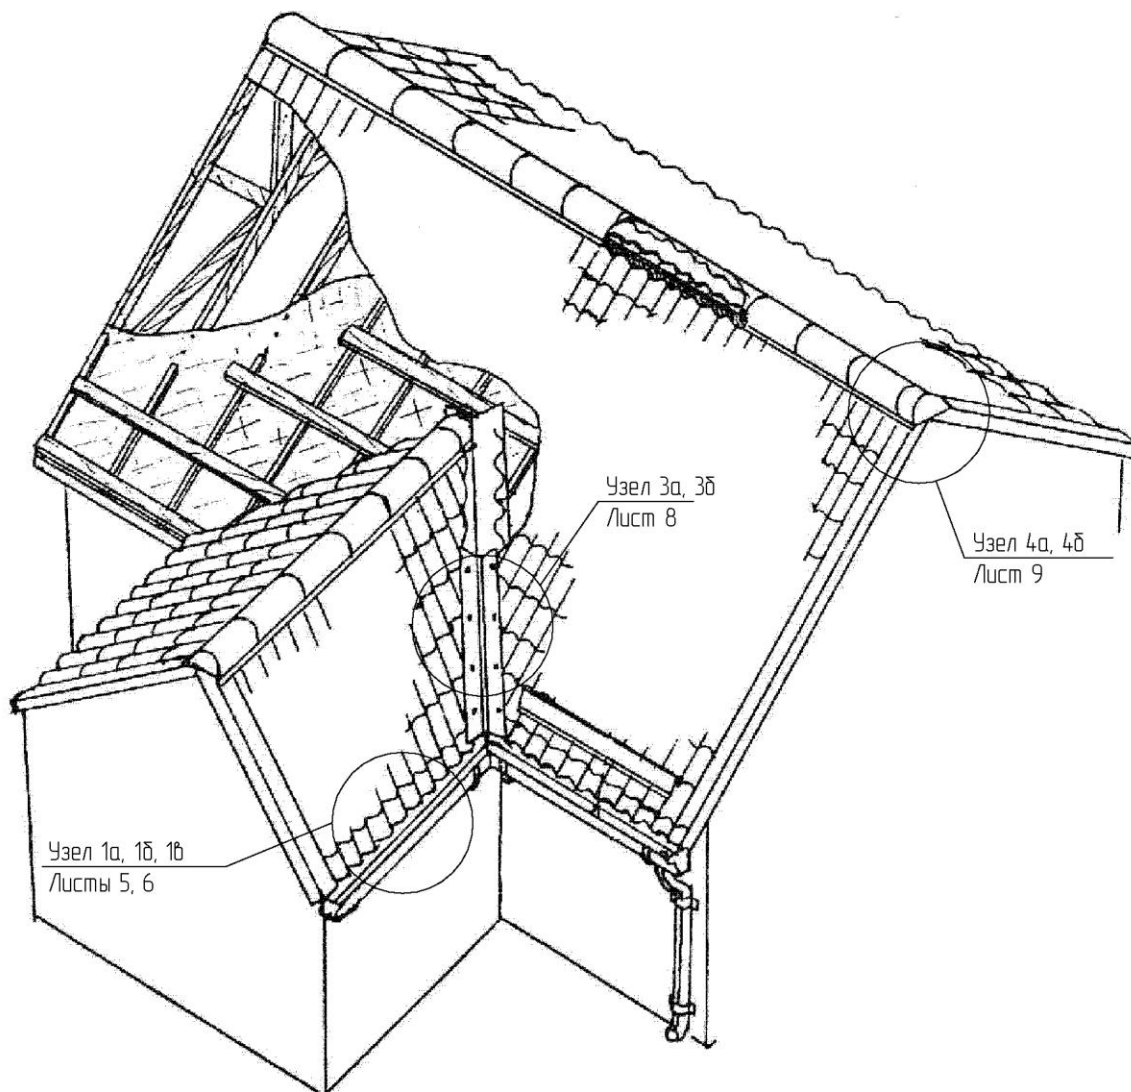 Узел 3а, 3б
Лист 8
Узел 4а, 4б
Лист 9
Узел 1а, 1б, 1в
Листы 5, 6